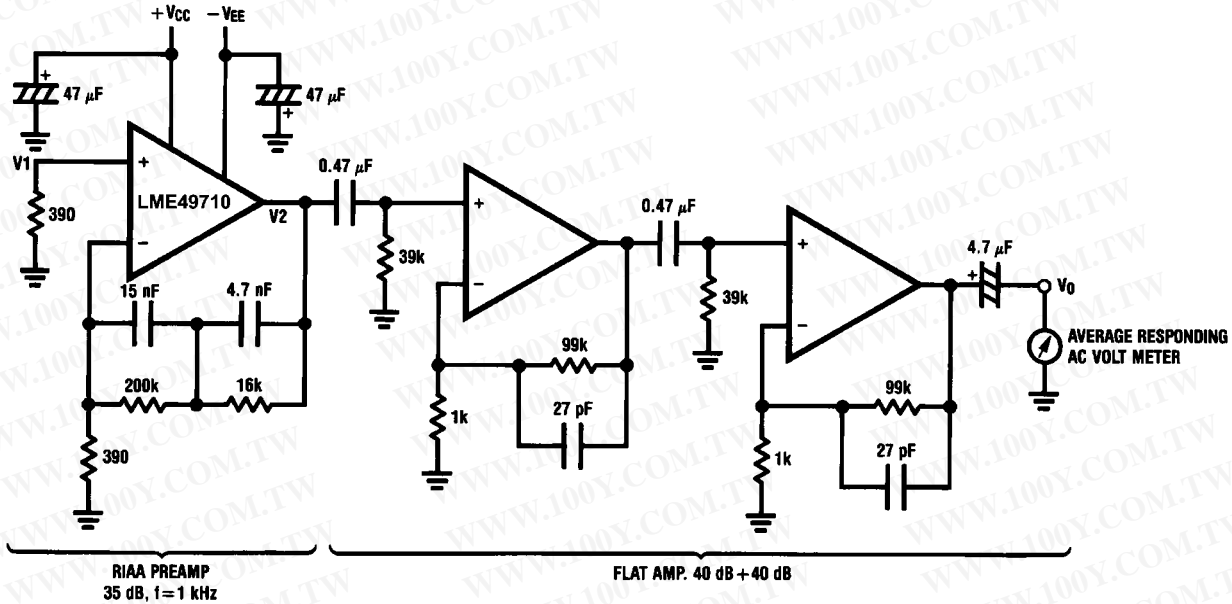 +VCC
−VEE
+
47 µF
47 µF
+
V1
+
LME49710
−
V2
390
15 nF
4.7 nF
200k
16k
390
0.47 µF
39k
+
−
99k
27 pF
1k
0.47 µF
39k
+
−
99k
27 pF
1k
4.7 µF
+
VO
AVERAGE RESPONDING
AC VOLT METER
RIAA PREAMP
35 dB, f=1 kHz
FLAT AMP. 40 dB+40 dB
WWW.100Y.COM.TW